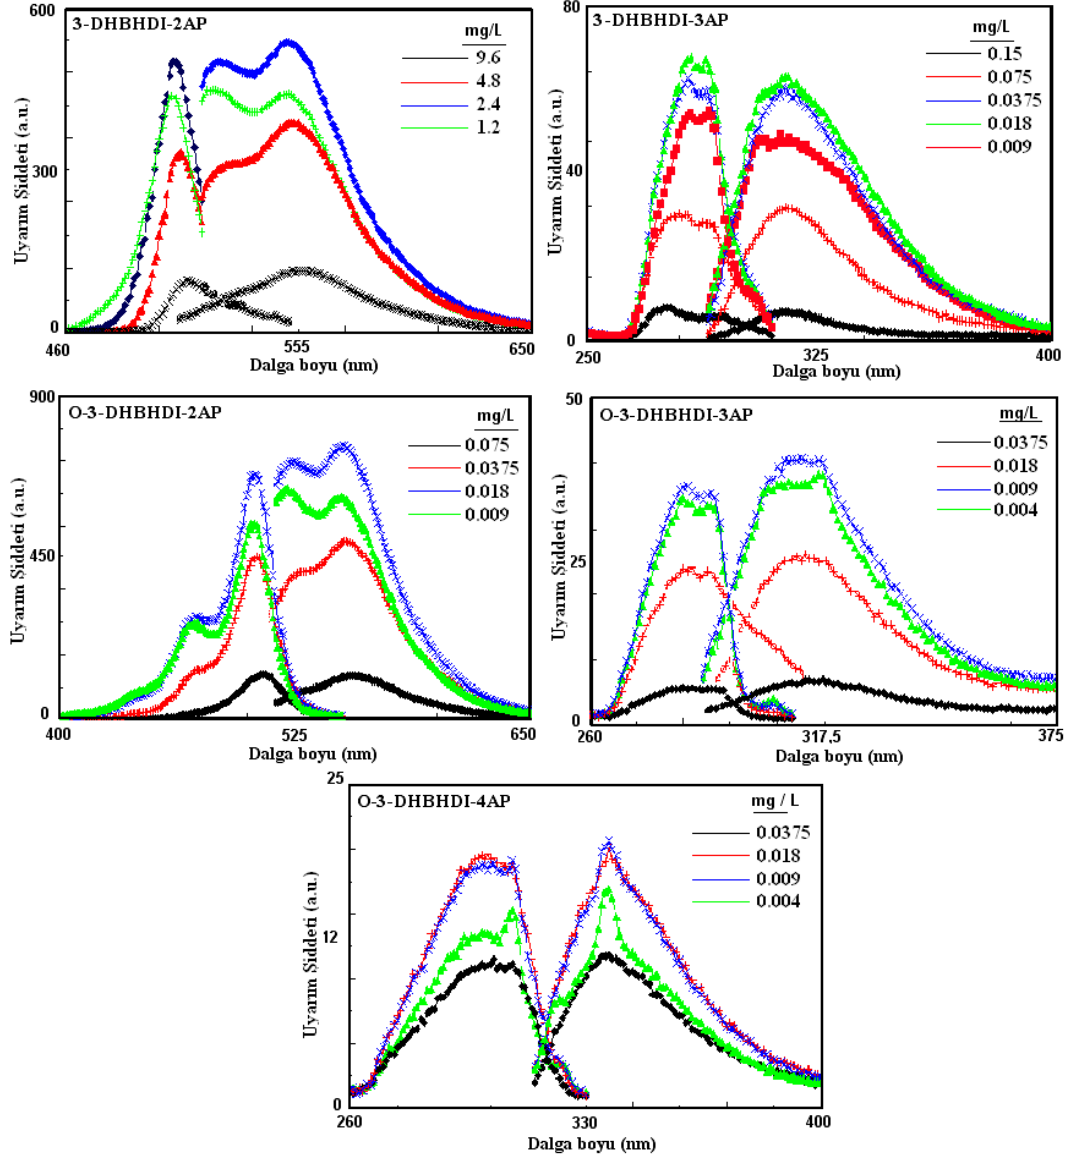 600
3-DHBHDI-2AP
mg/L
9.6
4.8
2.4
1.2
300
0
460
555
650
Uyarım Şiddeti (a.u.)
Dalga boyu (nm)
80
3-DHBHDI-3AP
mg/L
0.15
0.075
0.0375
0.018
0.009
40
0
250
325
400
Uyarım Şiddeti (a.u.)
Dalga boyu (nm)
900
O-3-DHBHDI-2AP
mg/L
0.075
0.0375
0.018
0.009
450
0
400
525
650
Uyarım Şiddeti (a.u.)
Dalga boyu (nm)
50
O-3-DHBHDI-3AP
mg/L
0.0375
0.018
0.009
0.004
25
0
260
317,5
375
Uyarım Şiddeti (a.u.)
Dalga boyu (nm)
25
O-3-DHBHDI-4AP
mg / L
0.0375
0.018
0.009
0.004
12
0
260
330
400
Uyarım Şiddeti (a.u.)
Dalga boyu (nm)